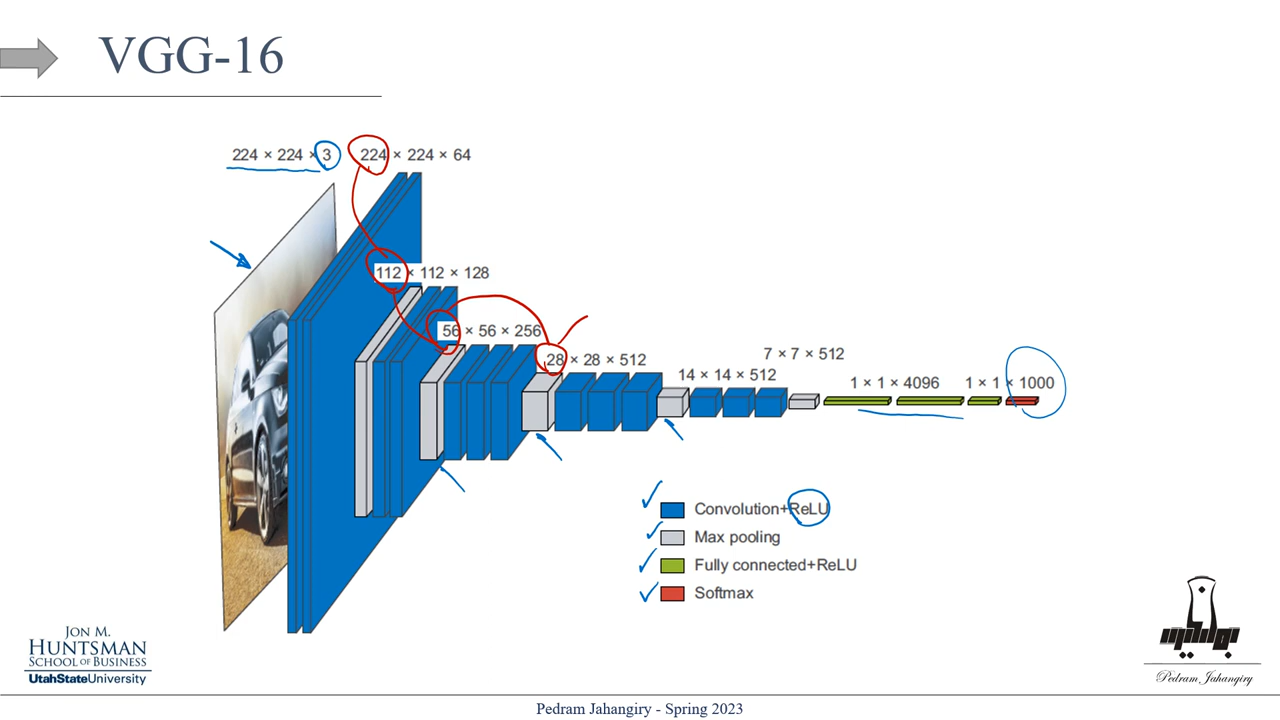 VGG-16
224 × 224 × 3
224 × 224 × 64
112 × 112 × 128
56 × 56 × 256
28 × 28 × 512
14 × 14 × 512
7 × 7 × 512
1 × 1 × 4096
1 × 1 × 1000
Convolution+ReLU
Max pooling
Fully connected+ReLU
Softmax
JON M.
HUNTSMAN
SCHOOL OF BUSINESS
UtahStateUniversity
Pedram Jahangiry
Pedram Jahangiry - Spring 2023